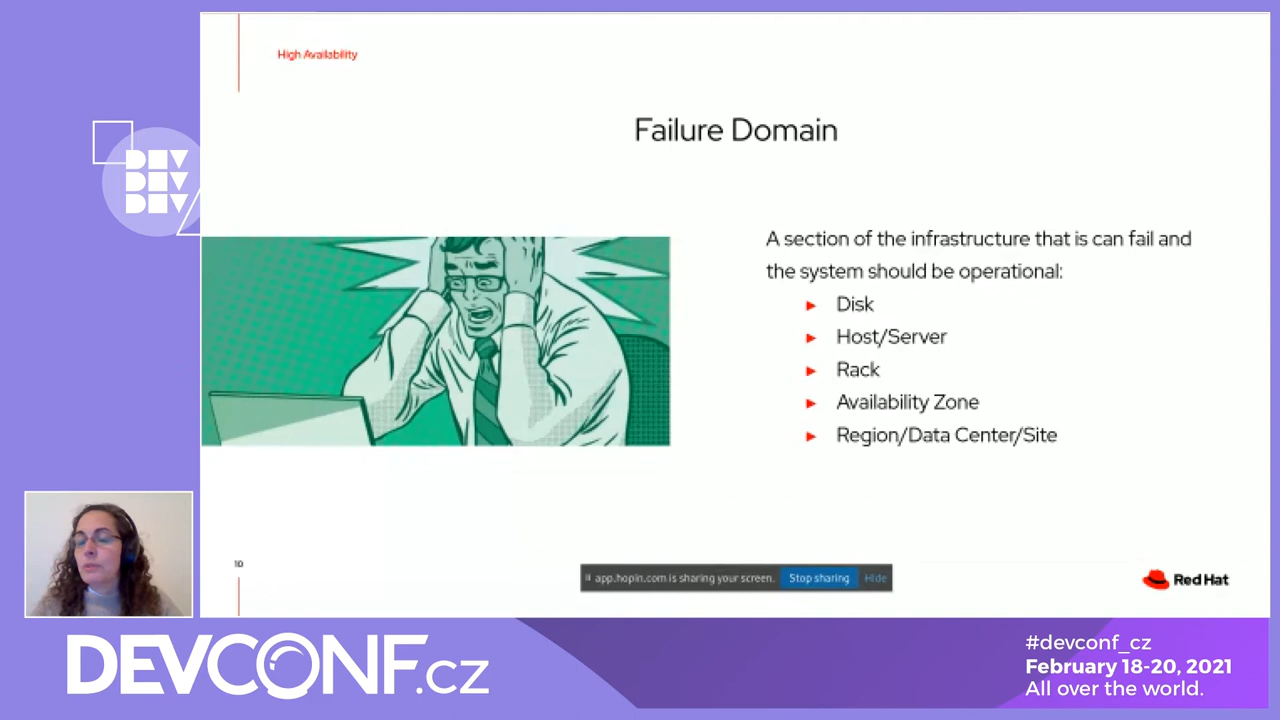 High Availability
Failure Domain
DEV
DEV
DEV
A section of the infrastructure that is can fail and
the system should be operational:
Disk
Host/Server
Rack
Availability Zone
Region/Data Center/Site
10
app.hopin.com is sharing your screen. Stop sharing Hide
Red Hat
DEVCONF.cz
#devconf_cz
February 18-20, 2021
All over the world.